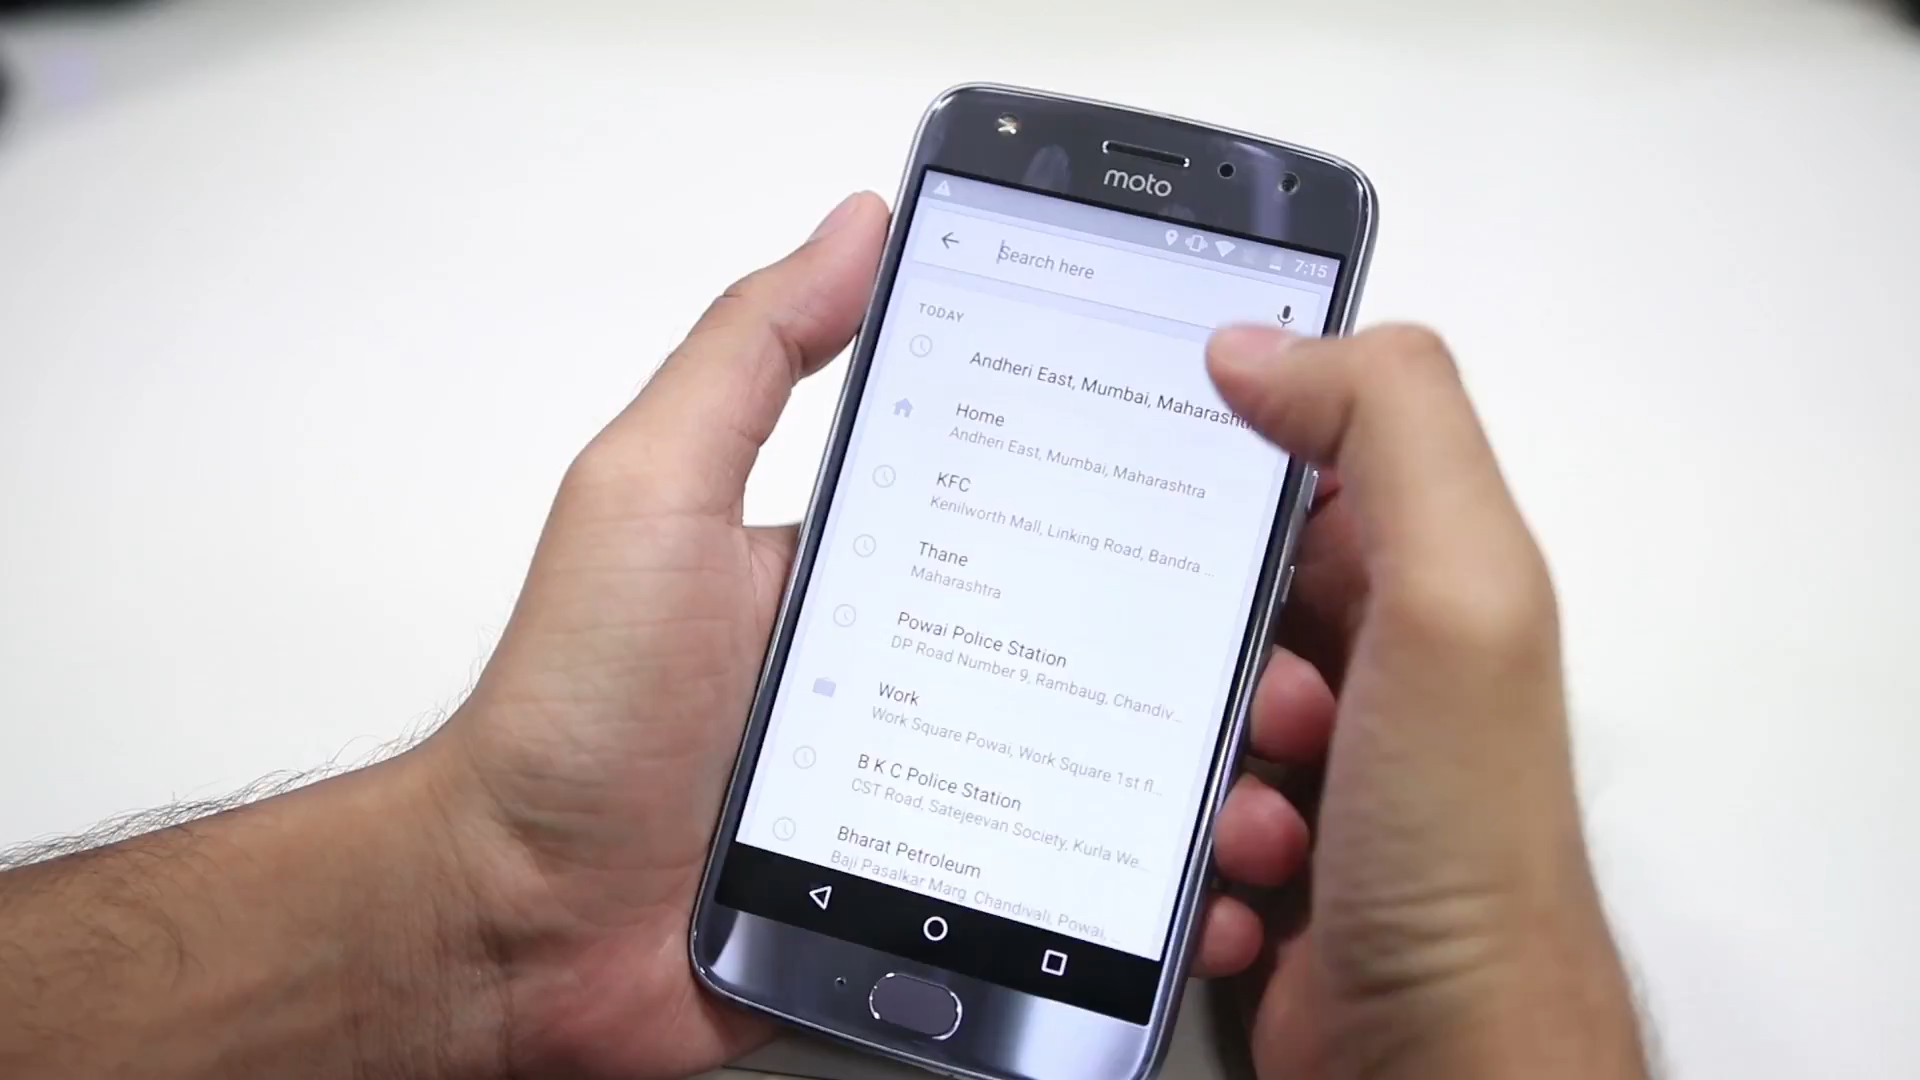 moto
7:15
Search here
TODAY
Andheri East, Mumbai, Maharasht
Home
Andheri East, Mumbai, Maharashtra
KFC
Kenilworth Mall, Linking Road, Bandra ...
Thane
Maharashtra
Powai Police Station
DP Road Number 9, Rambaug, Chandiv...
Work
Work Square Powai, Work Square 1st fl...
B K C Police Station
CST Road, Satejeevan Society, Kurla We...
Bharat Petroleum
Baji Pasalkar Marg, Chandivali, Powai, ...